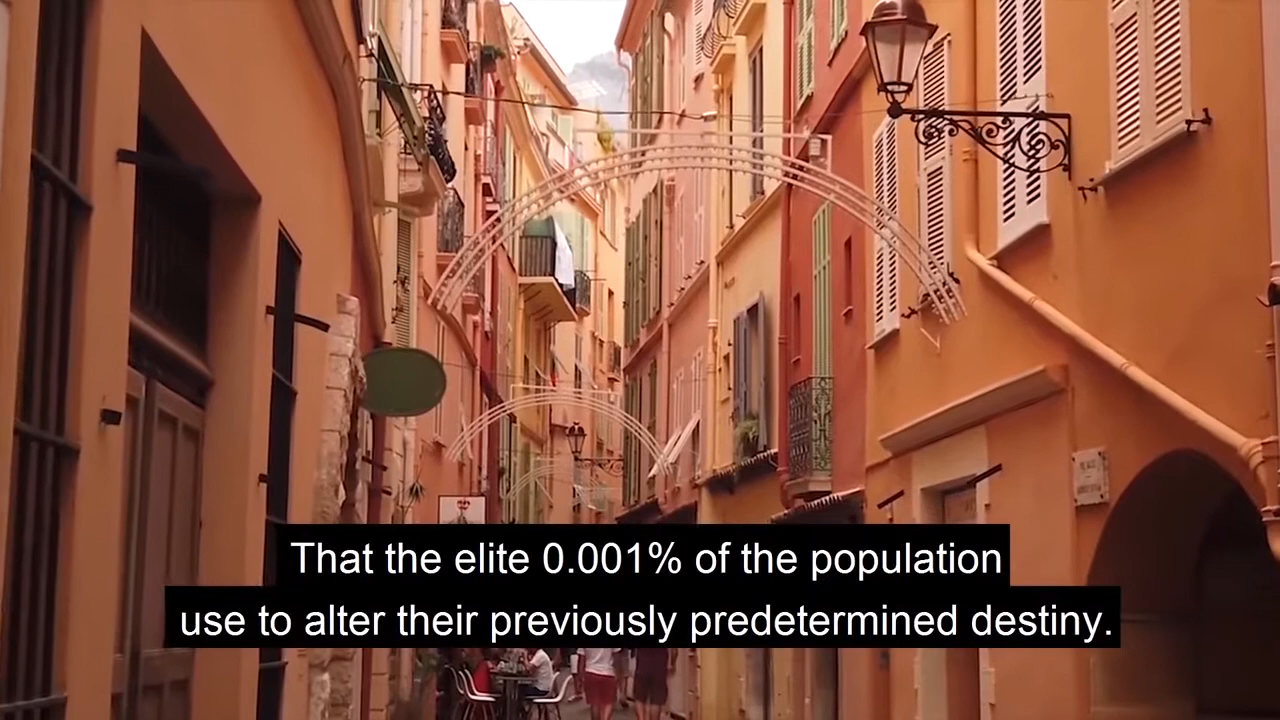 That the elite 0.001% of the population
use to alter their previously predetermined destiny.